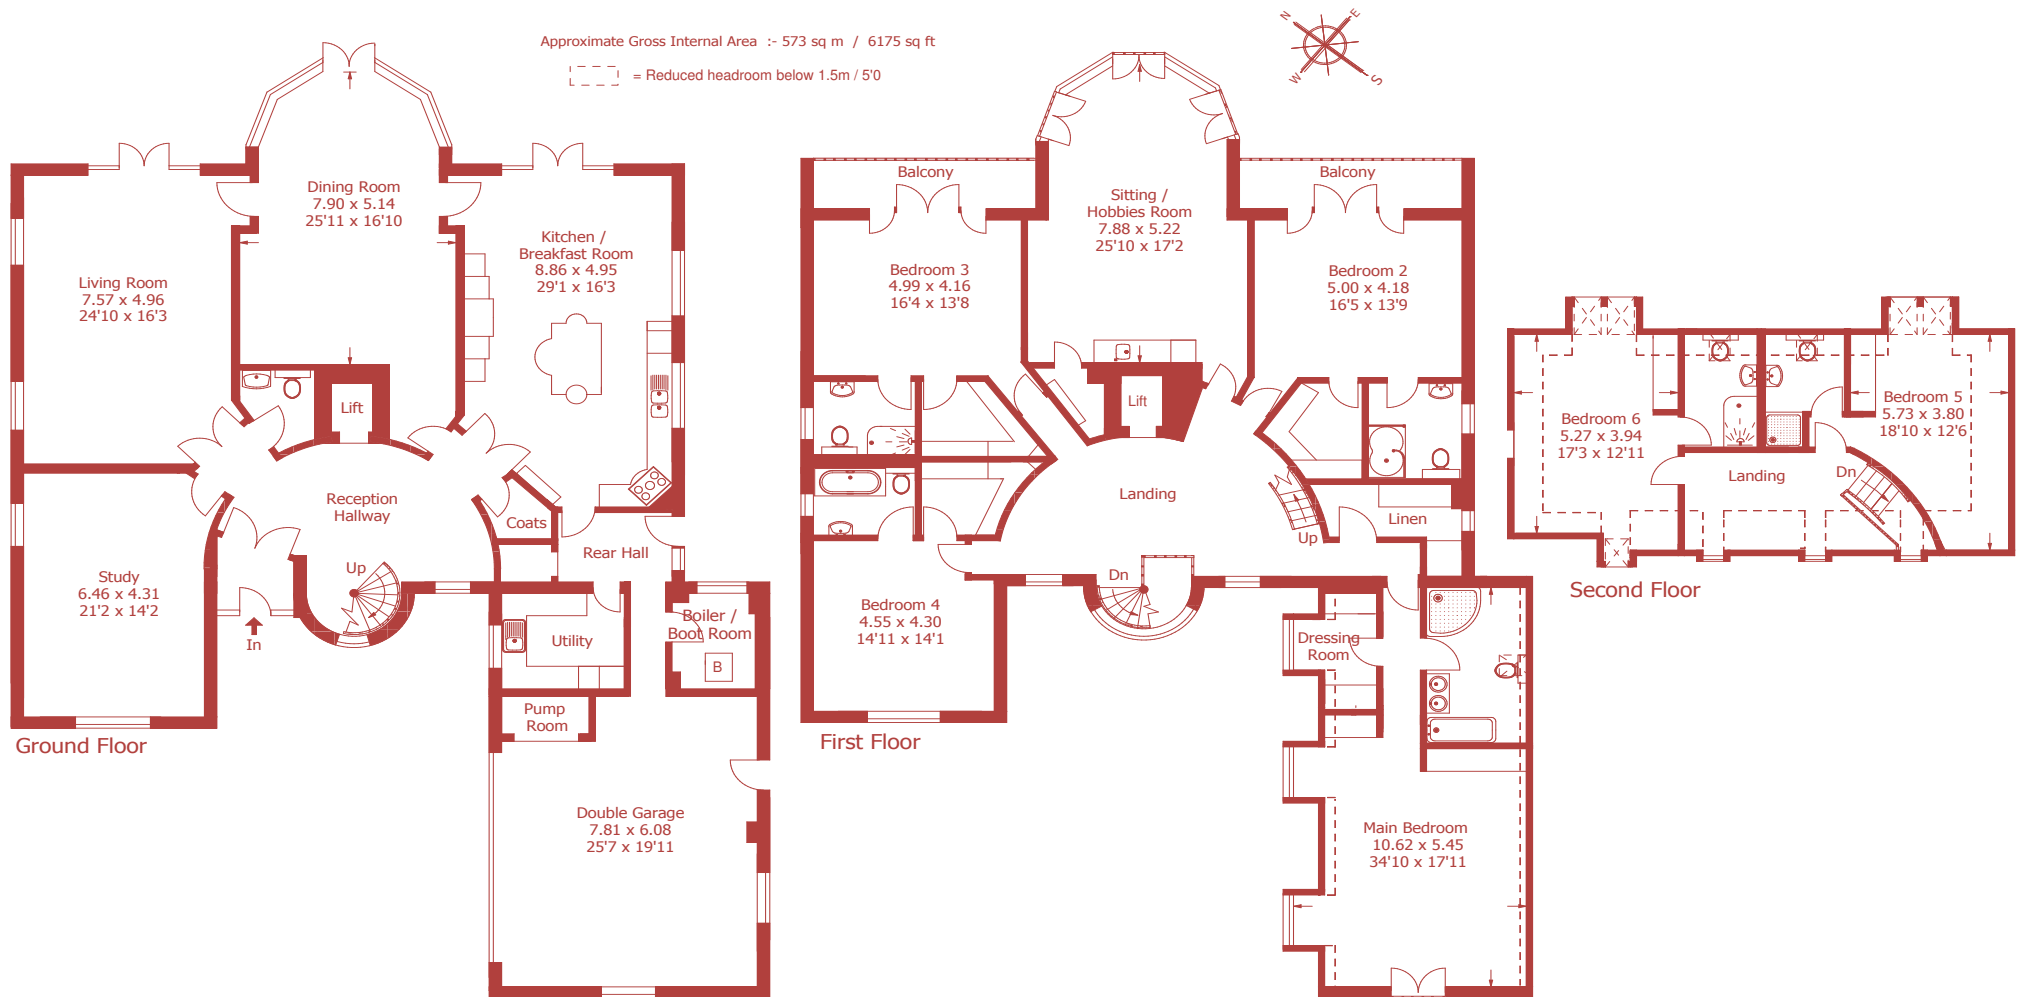 Approximate Gross Internal Area :- 573 sq m / 6175 sq ft
= Reduced headroom below 1.5m / 5'0
N
E
W
S
Dining Room
7.90 x 5.14
25'11 x 16'10
Kitchen /
Breakfast Room
8.86 x 4.95
29'1 x 16'3
Living Room
7.57 x 4.96
24'10 x 16'3
Lift
Reception
Hallway
Coats
Rear Hall
Study
6.46 x 4.31
21'2 x 14'2
Up
In
Utility
Boiler /
Boot Room
B
Pump
Room
Double Garage
7.81 x 6.08
25'7 x 19'11
Ground Floor
Balcony
Sitting /
Hobbies Room
7.88 x 5.22
25'10 x 17'2
Balcony
Bedroom 3
4.99 x 4.16
16'4 x 13'8
Bedroom 2
5.00 x 4.18
16'5 x 13'9
Lift
Landing
Linen
Up
Dn
Bedroom 4
4.55 x 4.30
14'11 x 14'1
Dressing
Room
Main Bedroom
10.62 x 5.45
34'10 x 17'11
First Floor
Bedroom 6
5.27 x 3.94
17'3 x 12'11
Bedroom 5
5.73 x 3.80
18'10 x 12'6
Landing
Dn
Second Floor